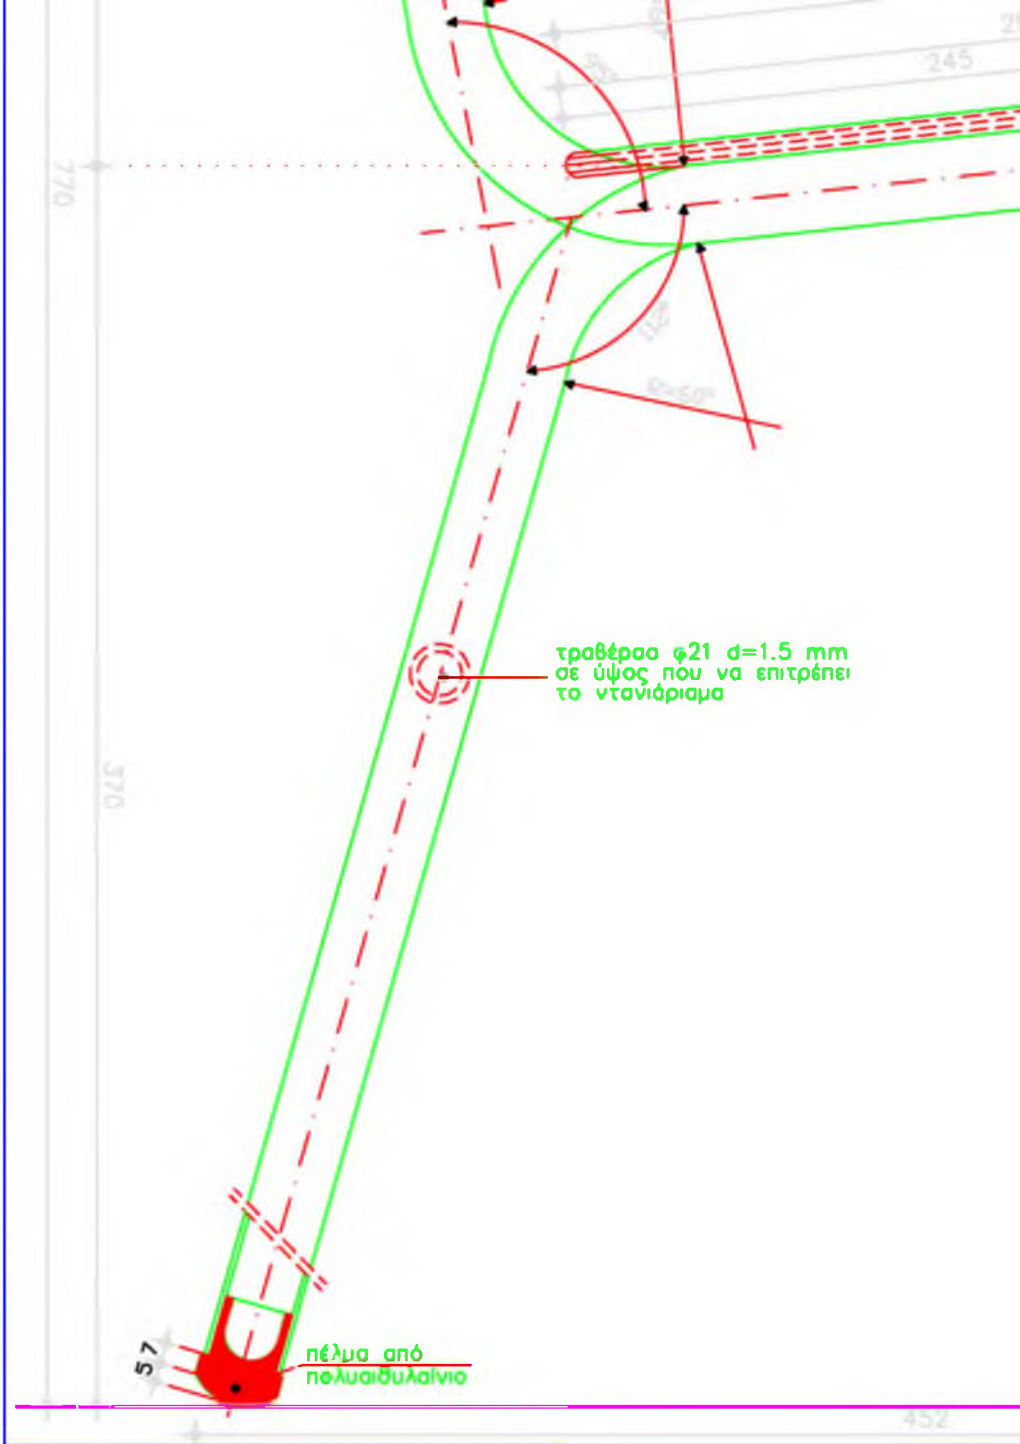 245
770
R=60°
τραβέρσα φ21 d=1.5 mm
σε ύψος που να επιτρέπει
το ντανιάρισμα
370
57
πέλμα από
πολυαιθυλαίνιο
452